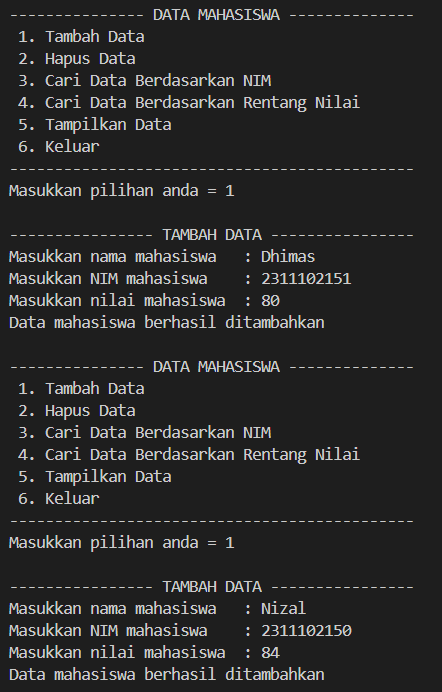 --------------- DATA MAHASISWA --------------
1. Tambah Data
2. Hapus Data
3. Cari Data Berdasarkan NIM
4. Cari Data Berdasarkan Rentang Nilai
5. Tampilkan Data
6. Keluar
---------------------------------------------
Masukkan pilihan anda = 1
---------------- TAMBAH DATA ----------------
Masukkan nama mahasiswa   : Dhimas
Masukkan NIM mahasiswa    : 2311102151
Masukkan nilai mahasiswa  : 80
Data mahasiswa berhasil ditambahkan
--------------- DATA MAHASISWA --------------
1. Tambah Data
2. Hapus Data
3. Cari Data Berdasarkan NIM
4. Cari Data Berdasarkan Rentang Nilai
5. Tampilkan Data
6. Keluar
---------------------------------------------
Masukkan pilihan anda = 1
---------------- TAMBAH DATA ----------------
Masukkan nama mahasiswa   : Nizal
Masukkan NIM mahasiswa    : 2311102150
Masukkan nilai mahasiswa  : 84
Data mahasiswa berhasil ditambahkan